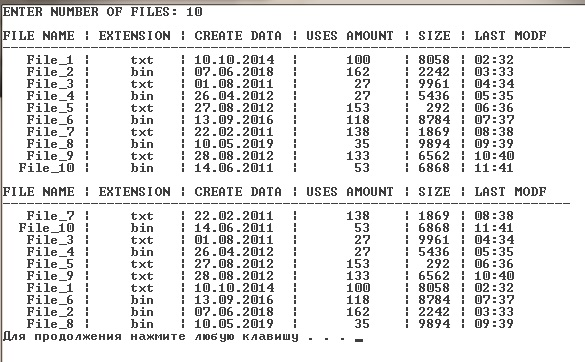 ENTER NUMBER OF FILES: 10
FILE NAME ¦ EXTENSION ¦ CREATE DATA ¦ USES AMOUNT ¦ SIZE ¦ LAST MODF
File_1 ¦ txt ¦ 10.10.2014 ¦ 100 ¦ 8058 ¦ 02:32
File_2 ¦ bin ¦ 07.06.2018 ¦ 162 ¦ 2242 ¦ 03:33
File_3 ¦ txt ¦ 01.08.2011 ¦ 27 ¦ 9961 ¦ 04:34
File_4 ¦ bin ¦ 26.04.2012 ¦ 27 ¦ 5436 ¦ 05:35
File_5 ¦ txt ¦ 27.08.2012 ¦ 153 ¦ 292 ¦ 06:36
File_6 ¦ bin ¦ 13.09.2016 ¦ 118 ¦ 8784 ¦ 07:37
File_7 ¦ txt ¦ 22.02.2011 ¦ 138 ¦ 1869 ¦ 08:38
File_8 ¦ bin ¦ 10.05.2019 ¦ 35 ¦ 9894 ¦ 09:39
File_9 ¦ txt ¦ 28.08.2012 ¦ 133 ¦ 6562 ¦ 10:40
File_10 ¦ bin ¦ 14.06.2011 ¦ 53 ¦ 6868 ¦ 11:41
FILE NAME ¦ EXTENSION ¦ CREATE DATA ¦ USES AMOUNT ¦ SIZE ¦ LAST MODF
File_7 ¦ txt ¦ 22.02.2011 ¦ 138 ¦ 1869 ¦ 08:38
File_10 ¦ bin ¦ 14.06.2011 ¦ 53 ¦ 6868 ¦ 11:41
File_3 ¦ txt ¦ 01.08.2011 ¦ 27 ¦ 9961 ¦ 04:34
File_4 ¦ bin ¦ 26.04.2012 ¦ 27 ¦ 5436 ¦ 05:35
File_5 ¦ txt ¦ 27.08.2012 ¦ 153 ¦ 292 ¦ 06:36
File_9 ¦ txt ¦ 28.08.2012 ¦ 133 ¦ 6562 ¦ 10:40
File_1 ¦ txt ¦ 10.10.2014 ¦ 100 ¦ 8058 ¦ 02:32
File_6 ¦ bin ¦ 13.09.2016 ¦ 118 ¦ 8784 ¦ 07:37
File_2 ¦ bin ¦ 07.06.2018 ¦ 162 ¦ 2242 ¦ 03:33
File_8 ¦ bin ¦ 10.05.2019 ¦ 35 ¦ 9894 ¦ 09:39
Для продолжения нажмите любую клавишу . . . _